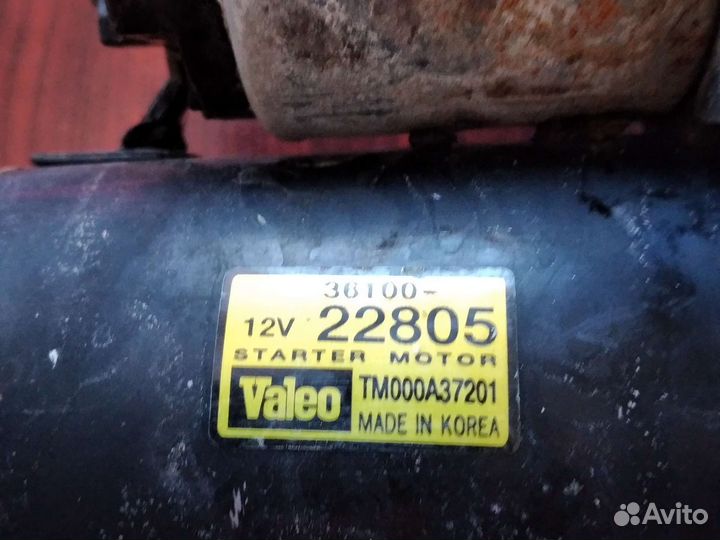 36100-
12V 22805
STARTER MOTOR
Valeo TM000A37201
MADE IN KOREA
Avito